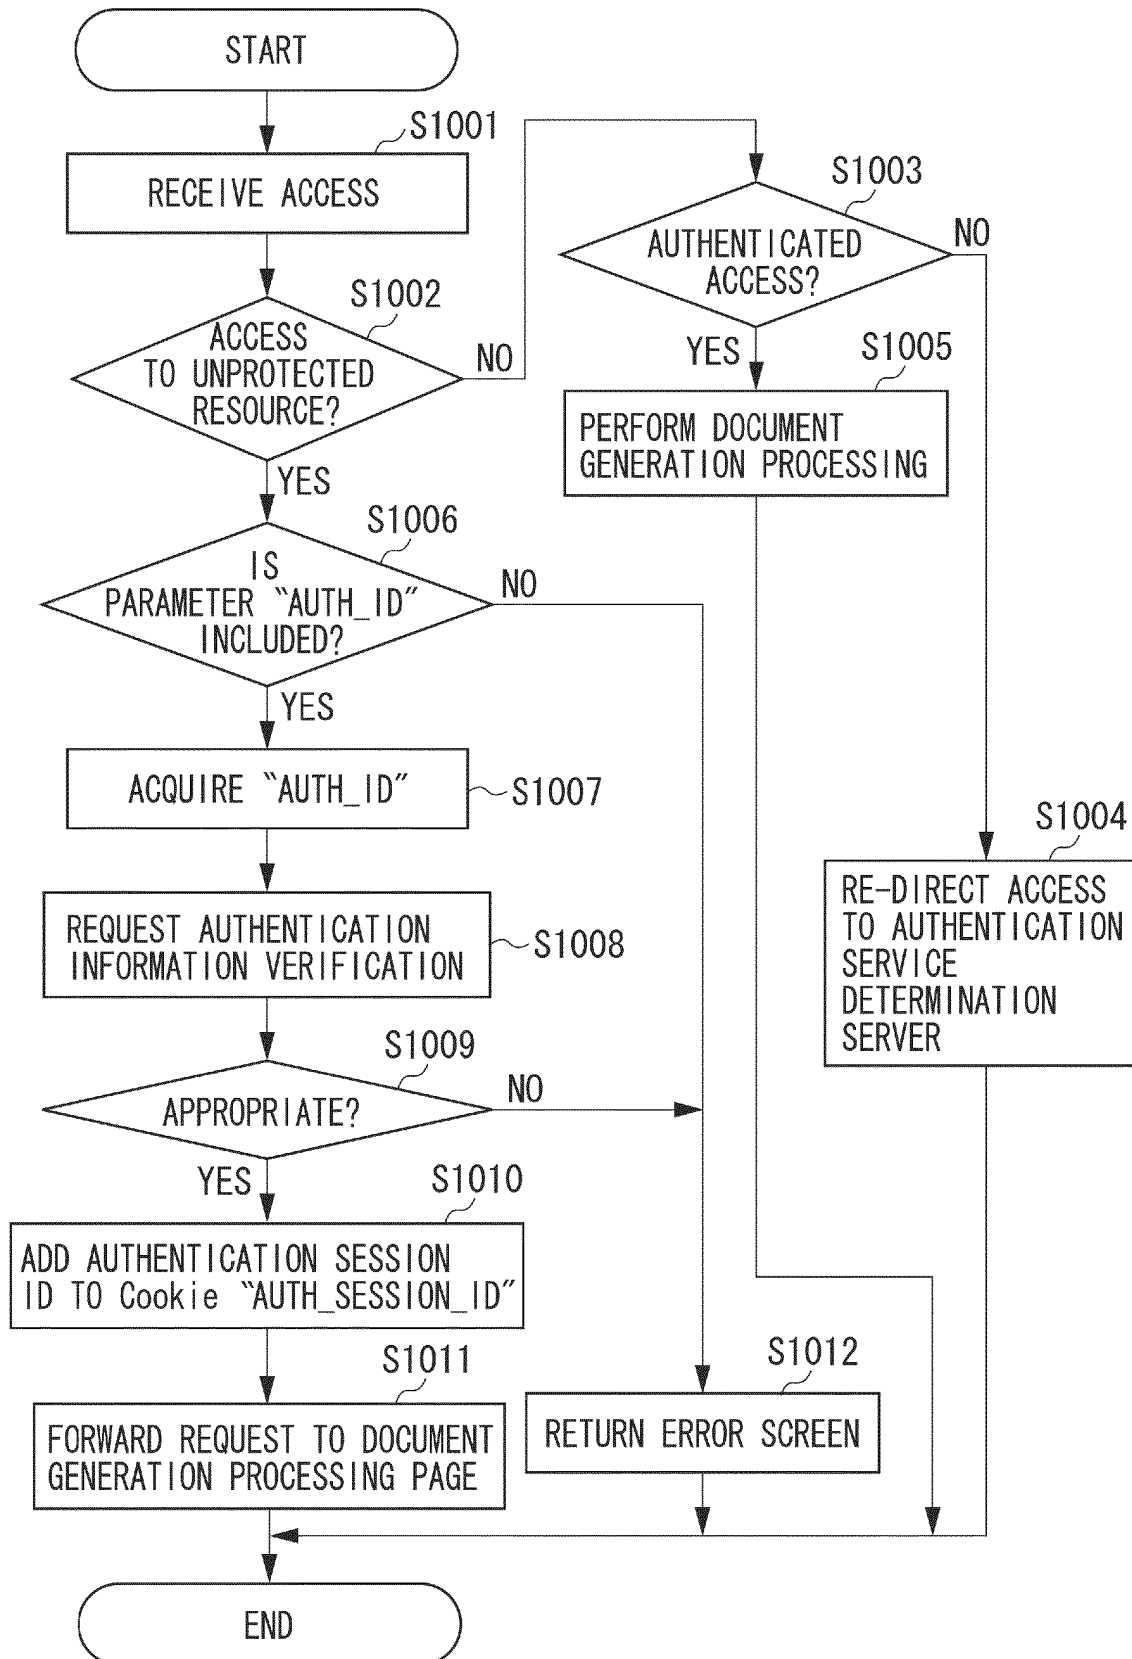 START
S1001
RECEIVE ACCESS
S1002
ACCESS
TO UNPROTECTED
RESOURCE?
NO
YES
S1003
AUTHENTICATED
ACCESS?
NO
YES
S1005
PERFORM DOCUMENT
GENERATION PROCESSING
S1006
IS
PARAMETER “AUTH_ID”
INCLUDED?
NO
YES
ACQUIRE “AUTH_ID”
S1007
S1004
RE-DIRECT ACCESS
TO AUTHENTICATION
SERVICE
DETERMINATION
SERVER
REQUEST AUTHENTICATION
INFORMATION VERIFICATION
S1008
S1009
APPROPRIATE?
NO
YES
S1010
ADD AUTHENTICATION SESSION
ID TO Cookie “AUTH_SESSION_ID”
S1011
FORWARD REQUEST TO DOCUMENT
GENERATION PROCESSING PAGE
S1012
RETURN ERROR SCREEN
END